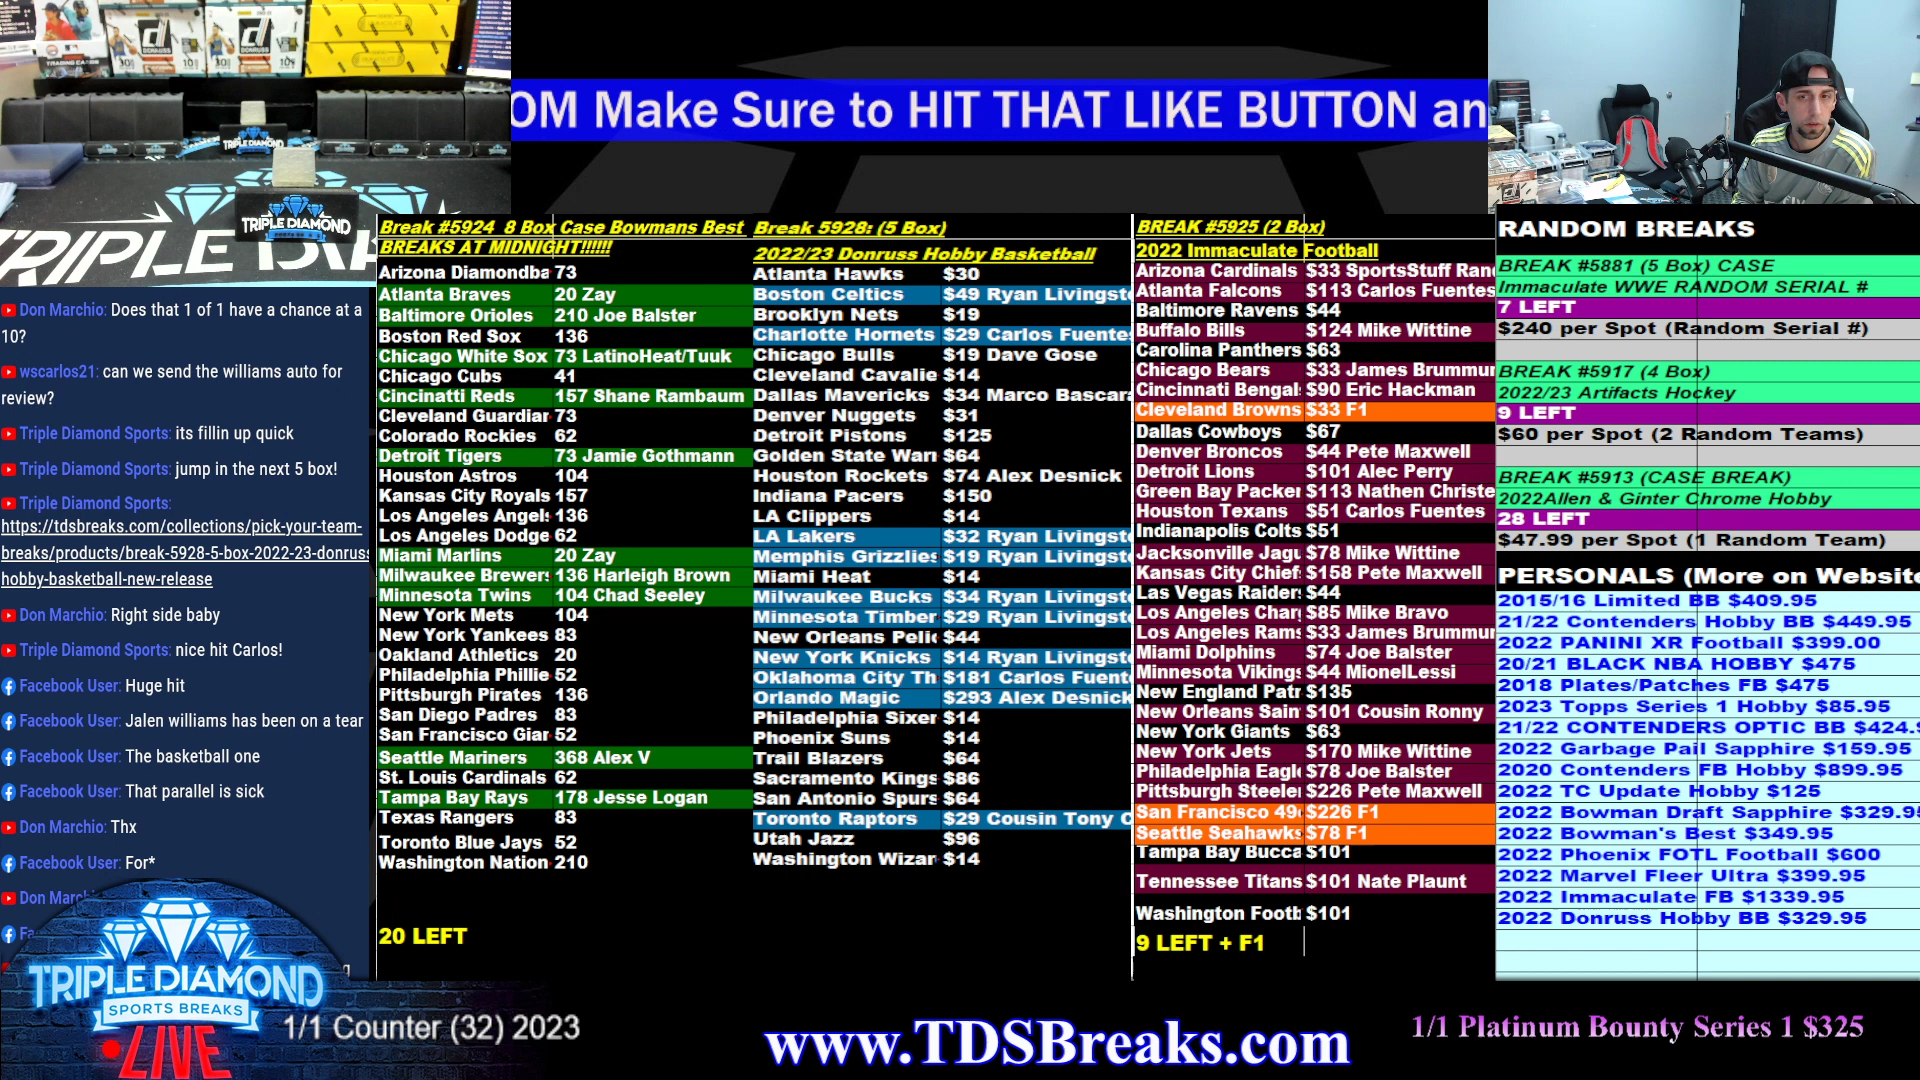 OM Make Sure to HIT THAT LIKE BUTTON an
DONRUSS
DONRUSS
TRIPLE DIAMOND
TRIPLE DIAMOND
TRIPLE DI
Don Marchio: Does that 1 of 1 have a chance at a
10?
wscarlos21: can we send the williams auto for
review?
Triple Diamond Sports: its fillin up quick
Triple Diamond Sports: jump in the next 5 box!
Triple Diamond Sports:
https://tdsbreaks.com/collections/pick-your-team-
breaks/products/break-5928-5-box-2022-23-donruss
hobby-basketball-new-release
Don Marchio: Right side baby
Triple Diamond Sports: nice hit Carlos!
Facebook User: Huge hit
Facebook User: Jalen williams has been on a tear
Facebook User: The basketball one
Facebook User: That parallel is sick
Don Marchio: Thx
Facebook User: For*
Don Marc
Fa
Break #5924 8 Box Case Bowmans Best
BREAKS AT MIDNIGHT!!!!!!
Arizona Diamondba 73
Atlanta Braves 20 Zay
Baltimore Orioles 210 Joe Balster
Boston Red Sox 136
Chicago White Sox 73 LatinoHeat/Tuuk
Chicago Cubs 41
Cincinatti Reds 157 Shane Rambaum
Cleveland Guardian 73
Colorado Rockies 62
Detroit Tigers 73 Jamie Gothmann
Houston Astros 104
Kansas City Royals 157
Los Angeles Angels 136
Los Angeles Dodge 62
Miami Marlins 20 Zay
Milwaukee Brewers 136 Harleigh Brown
Minnesota Twins 104 Chad Seeley
New York Mets 104
New York Yankees 83
Oakland Athletics 20
Philadelphia Phillie 52
Pittsburgh Pirates 136
San Diego Padres 83
San Francisco Gian 52
Seattle Mariners 368 Alex V
St. Louis Cardinals 62
Tampa Bay Rays 178 Jesse Logan
Texas Rangers 83
Toronto Blue Jays 52
Washington Nation 210
20 LEFT
Break 5928: (5 Box)
2022/23 Donruss Hobby Basketball
Atlanta Hawks $30
Boston Celtics $49 Ryan Livingst
Brooklyn Nets $19
Charlotte Hornets $29 Carlos Fuentes
Chicago Bulls $19 Dave Gose
Cleveland Cavalie $14
Dallas Mavericks $34 Marco Bascara
Denver Nuggets $31
Detroit Pistons $125
Golden State Warr $64
Houston Rockets $74 Alex Desnick
Indiana Pacers $150
LA Clippers $14
LA Lakers $32 Ryan Livingst
Memphis Grizzlies $19 Ryan Livingst
Miami Heat $14
Milwaukee Bucks $34 Ryan Livingst
Minnesota Timber $29 Ryan Livingst
New Orleans Pelic $44
New York Knicks $14 Ryan Livingst
Oklahoma City Th $181 Carlos Fuent
Orlando Magic $293 Alex Desnick
Philadelphia Sixer $14
Phoenix Suns $14
Trail Blazers $64
Sacramento Kings $86
San Antonio Spurs $64
Toronto Raptors $29 Cousin Tony C
Utah Jazz $96
Washington Wizar $14
BREAK #5925 (2 Box)
2022 Immaculate Football
Arizona Cardinals $33 SportsStuff Ran
Atlanta Falcons $113 Carlos Fuentes
Baltimore Ravens $44
Buffalo Bills $124 Mike Wittine
Carolina Panthers $63
Chicago Bears $33 James Brummun
Cincinnati Bengal $90 Eric Hackman
Cleveland Browns $33 F1
Dallas Cowboys $67
Denver Broncos $44 Pete Maxwell
Detroit Lions $101 Alec Perry
Green Bay Packer $113 Nathen Christe
Houston Texans $51 Carlos Fuentes
Indianapolis Colts $51
Jacksonville Jagu $78 Mike Wittine
Kansas City Chief $158 Pete Maxwell
Las Vegas Raider $44
Los Angeles Charg $85 Mike Bravo
Los Angeles Rams $33 James Brummun
Miami Dolphins $74 Joe Balster
Minnesota Vikings $44 MionelLessi
New England Patr $135
New Orleans Sain $101 Cousin Ronny
New York Giants $63
New York Jets $170 Mike Wittine
Philadelphia Eagl $78 Joe Balster
Pittsburgh Steele $226 Pete Maxwell
San Francisco 49e $226 F1
Seattle Seahawks $78 F1
Tampa Bay Bucca $101
Tennessee Titans $101 Nate Plaunt
Washington Footb $101
9 LEFT + F1
RANDOM BREAKS
BREAK #5881 (5 Box) CASE
Immaculate WWE RANDOM SERIAL #
7 LEFT
$240 per Spot (Random Serial #)
BREAK #5917 (4 Box)
2022/23 Artifacts Hockey
9 LEFT
$60 per Spot (2 Random Teams)
BREAK #5913 (CASE BREAK)
2022Allen & Ginter Chrome Hobby
28 LEFT
$47.99 per Spot (1 Random Team)
PERSONALS (More on Website
2015/16 Limited BB $409.95
21/22 Contenders Hobby BB $449.95
2022 PANINI XR Football $399.00
20/21 BLACK NBA HOBBY $475
2018 Plates/Patches FB $475
2023 Topps Series 1 Hobby $85.95
21/22 CONTENDERS OPTIC BB $424.
2022 Garbage Pail Sapphire $159.95
2020 Contenders FB Hobby $899.95
2022 TC Update Hobby $125
2022 Bowman Draft Sapphire $329.95
2022 Bowman's Best $349.95
2022 Phoenix FOTL Football $600
2022 Marvel Fleer Ultra $399.95
2022 Immaculate FB $1339.95
2022 Donruss Hobby BB $329.95
TRIPLE DIAMOND
SPORTS BREAKS
LIVE
1/1 Counter (32) 2023
www.TDSBreaks.com
1/1 Platinum Bounty Series 1 $325